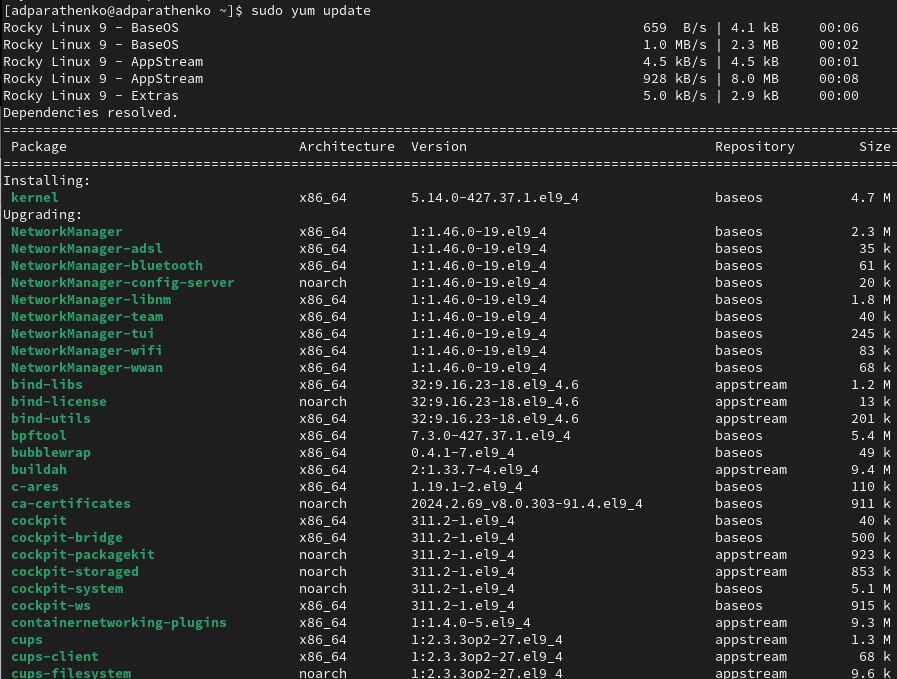 [adparathenko@adparathenko ~]$ sudo yum update
Rocky Linux 9 - BaseOS 659 B/s | 4.1 kB 00:06
Rocky Linux 9 - BaseOS 1.0 MB/s | 2.3 MB 00:02
Rocky Linux 9 - AppStream 4.5 kB/s | 4.5 kB 00:01
Rocky Linux 9 - AppStream 928 kB/s | 8.0 MB 00:08
Rocky Linux 9 - Extras 5.0 kB/s | 2.9 kB 00:00
Dependencies resolved.
================================================================================================================
Package Architecture Version Repository Size
================================================================================================================
Installing:
kernel x86_64 5.14.0-427.37.1.el9_4 baseos 4.7 M
Upgrading:
NetworkManager x86_64 1:1.46.0-19.el9_4 baseos 2.3 M
NetworkManager-adsl x86_64 1:1.46.0-19.el9_4 baseos 35 k
NetworkManager-bluetooth x86_64 1:1.46.0-19.el9_4 baseos 61 k
NetworkManager-config-server noarch 1:1.46.0-19.el9_4 baseos 20 k
NetworkManager-libnm x86_64 1:1.46.0-19.el9_4 baseos 1.8 M
NetworkManager-team x86_64 1:1.46.0-19.el9_4 baseos 40 k
NetworkManager-tui x86_64 1:1.46.0-19.el9_4 baseos 245 k
NetworkManager-wifi x86_64 1:1.46.0-19.el9_4 baseos 83 k
NetworkManager-wwan x86_64 1:1.46.0-19.el9_4 baseos 68 k
bind-libs x86_64 32:9.16.23-18.el9_4.6 appstream 1.2 M
bind-license noarch 32:9.16.23-18.el9_4.6 appstream 13 k
bind-utils x86_64 32:9.16.23-18.el9_4.6 appstream 201 k
bpftool x86_64 7.3.0-427.37.1.el9_4 baseos 5.4 M
bubblewrap x86_64 0.4.1-7.el9_4 baseos 49 k
buildah x86_64 2:1.33.7-4.el9_4 appstream 9.4 M
c-ares x86_64 1.19.1-2.el9_4 baseos 110 k
ca-certificates noarch 2024.2.69_v8.0.303-91.4.el9_4 baseos 911 k
cockpit x86_64 311.2-1.el9_4 baseos 40 k
cockpit-bridge x86_64 311.2-1.el9_4 baseos 500 k
cockpit-packagekit noarch 311.2-1.el9_4 appstream 923 k
cockpit-storaged noarch 311.2-1.el9_4 appstream 853 k
cockpit-system noarch 311.2-1.el9_4 baseos 5.1 M
cockpit-ws x86_64 311.2-1.el9_4 baseos 915 k
containernetworking-plugins x86_64 1:1.4.0-5.el9_4 appstream 9.3 M
cups x86_64 1:2.3.3op2-27.el9_4 appstream 1.3 M
cups-client x86_64 1:2.3.3op2-27.el9_4 appstream 68 k
cups-filesystem noarch 1:2.3.3op2-27.el9_4 appstream 9.6 k